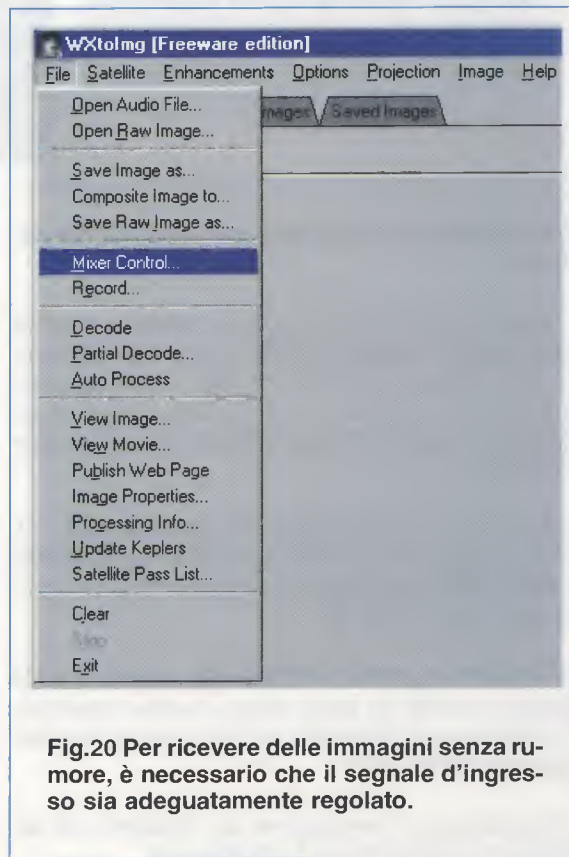 WXtoImg [Freeware edition]
File Satellite Enhancements Options Projection Image Help
Images Saved Images
Open Audio File...
Open Raw Image...
Save Image as...
Composite Image to...
Save Raw Image as...
Mixer Control...
Record...
Decode
Partial Decode...
Auto Process
View Image...
View Movie...
Publish Web Page
Image Properties...
Processing Info...
Update Keplers
Satellite Pass List...
Clear
Stop
Exit
Fig.20 Per ricevere delle immagini senza ru-
more, è necessario che il segnale d'ingres-
so sia adeguatamente regolato.